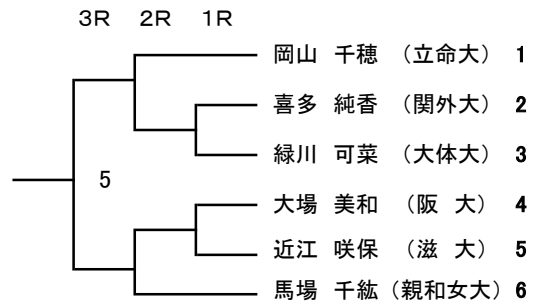 ３Ｒ ２Ｒ １Ｒ
岡山 千穂 （立命大） 1
喜多 純香 （関外大） 2
緑川 可菜 （大体大） 3
5
大場 美和 （阪 大） 4
近江 咲保 （滋 大） 5
馬場 千紘 （親和女大） 6